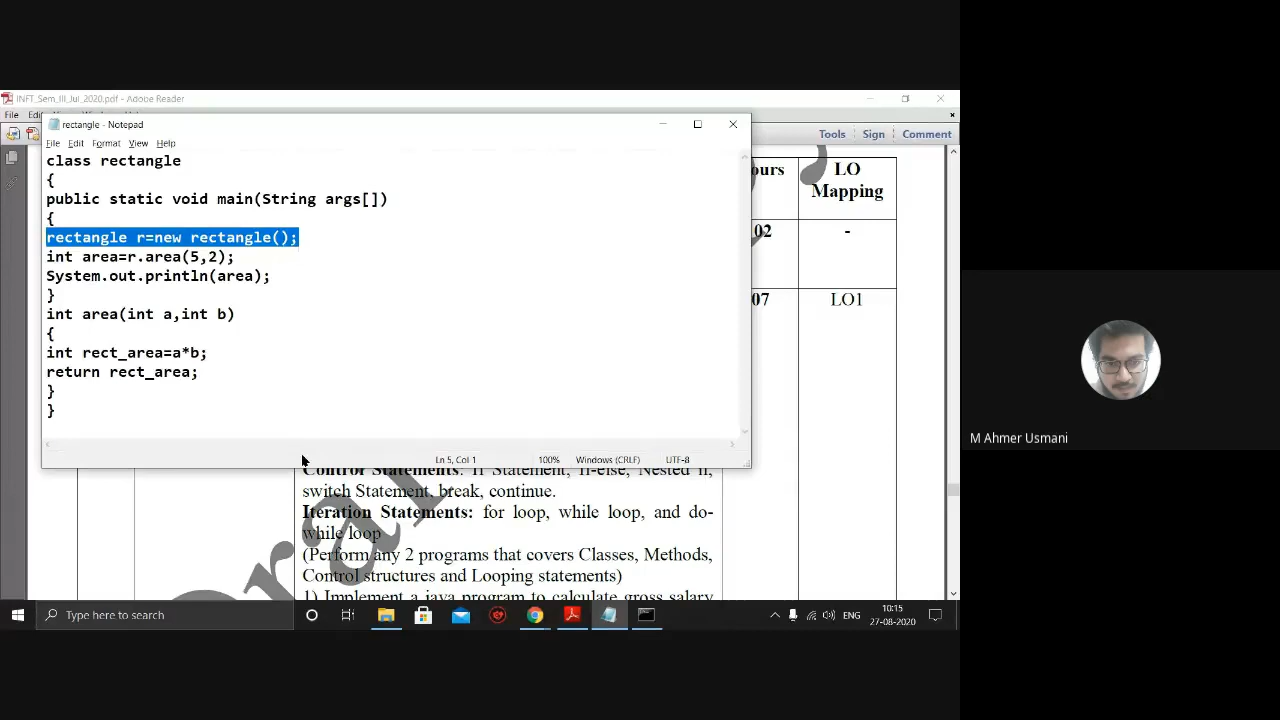 INFT_Sem_III_Jul_2020.pdf - Adobe Reader
File
rectangle - Notepad
File Edit Format View Help
Tools Sign Comment
class rectangle
{
public static void main(String args[])
{
rectangle r=new rectangle();
int area=r.area(5,2);
System.out.println(area);
}
int area(int a,int b)
{
int rect_area=a*b;
return rect_area;
}
}
Ln 5, Col 1 100% Windows (CRLF) UTF-8
ours
LO
Mapping
02 -
07 LO1
Control Statements: If Statement, If-else, Nested if,
switch Statement, break, continue.
Iteration Statements: for loop, while loop, and do-
while loop
(Perform any 2 programs that covers Classes, Methods,
Control structures and Looping statements)
1) Implement a java program to calculate gross salary
M Ahmer Usmani
Type here to search
ENG
10:15
27-08-2020